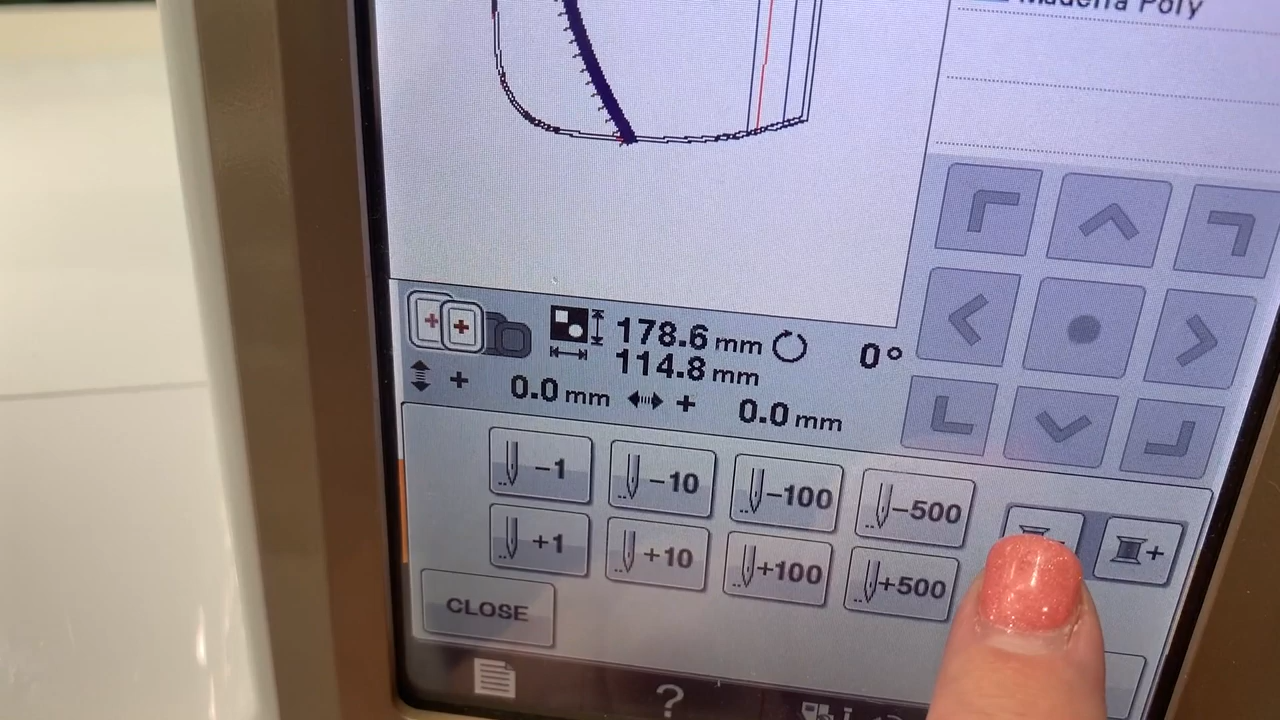 Madeira Poly
178.6 mm 0°
114.8 mm
+ 0.0 mm + 0.0 mm
-1 -10 -100 -500 -
+1 +10 +100 +500 +
CLOSE
?